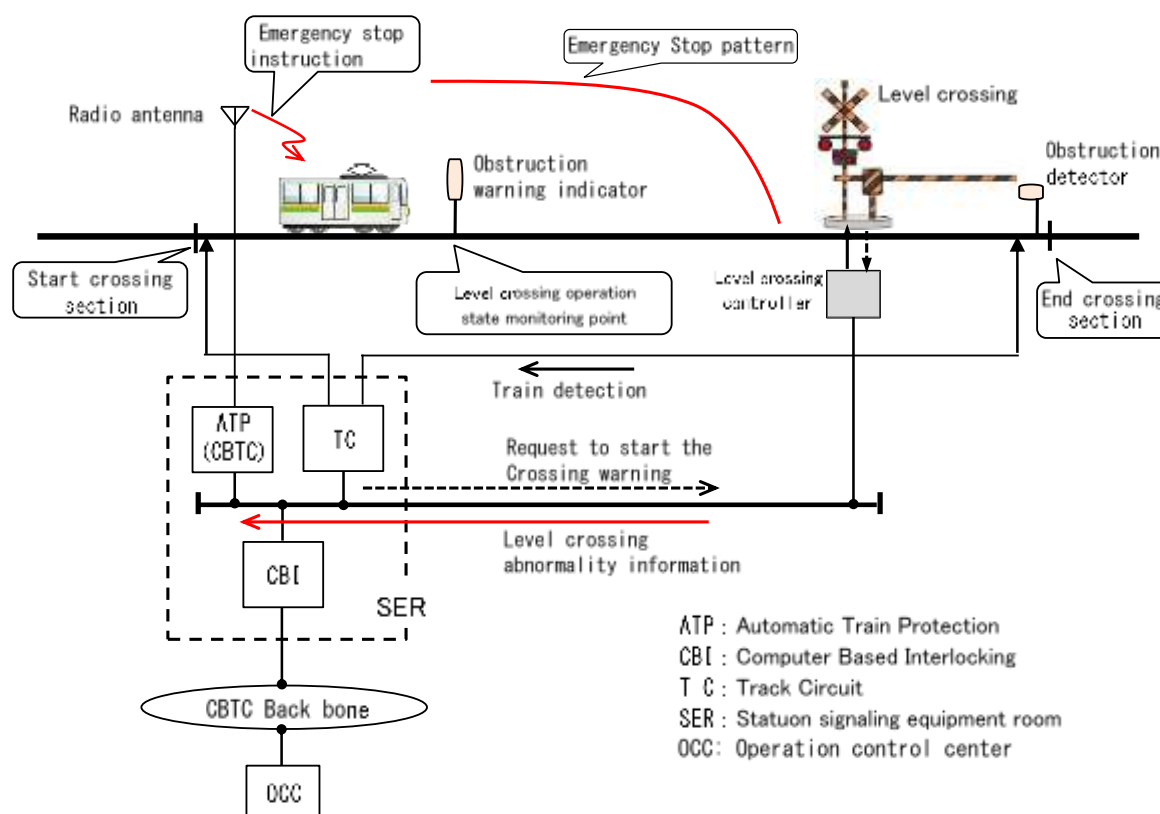 Emergency stop
instruction
Emergency Stop pattern
Radio antenna
Level crossing
Obstruction
warning indicator
Obstruction
detector
Start crossing
section
Level crossing operation
state monitoring point
Level crossing
controller
End crossing
section
Train detection
ATP
(CBTC)
TC
Request to start the
Crossing warning
Level crossing
abnormality information
CBI
SER
CBTC Back bone
OCC
ATP : Automatic Train Protection
CBI : Computer Based Interlocking
T C : Track Circuit
SER : Statuon signaling equipment room
OCC: Operation control center